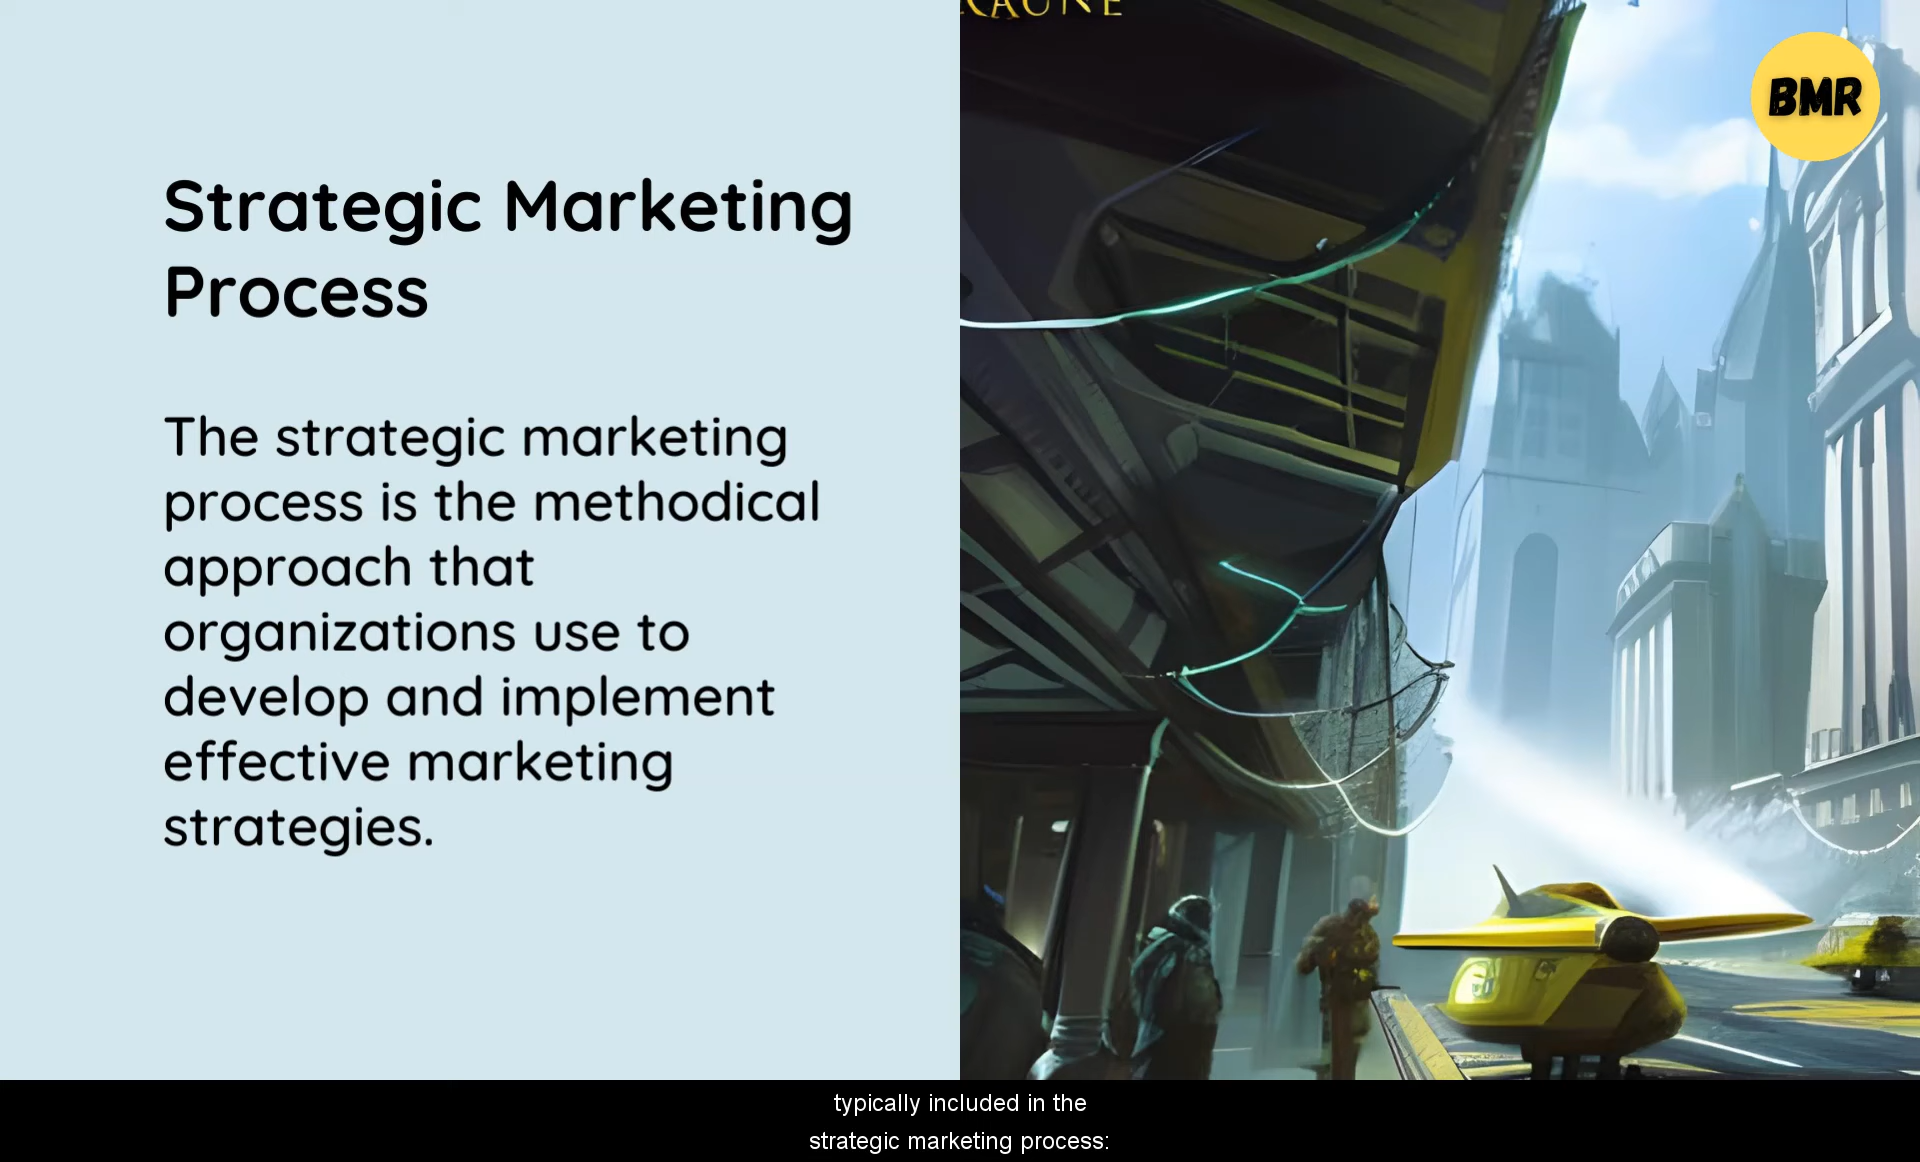 BMR
Strategic Marketing
Process
The strategic marketing
process is the methodical
approach that
organizations use to
develop and implement
effective marketing
strategies.
typically included in the
strategic marketing process: